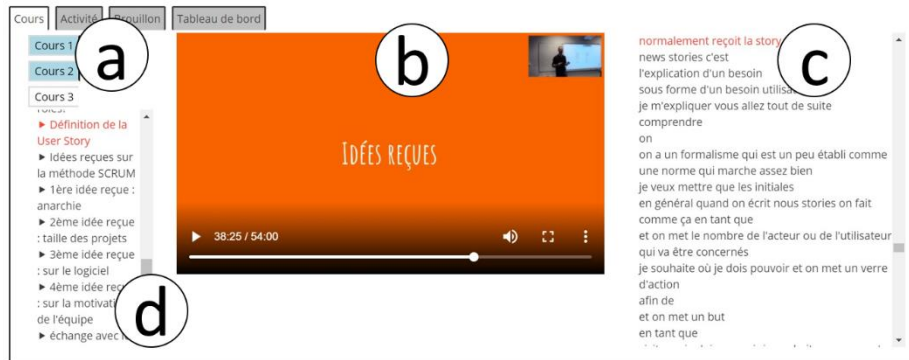 Cours Activité Brouillon Tableau de bord
Cours 1
Cours 2
Cours 3
a
▶ Définition de la
User Story
▶ Idées reçues sur
la méthode SCRUM
▶ 1ère idée reçue :
anarchie
▶ 2ème idée reçue
: taille des projets
▶ 3ème idée reçue
: sur le logiciel
▶ 4ème idée
: sur la
de l'équipe
▶ échange avec
d
b
IDÉES REÇUES
38:25 / 54:00
c
normalement reçoit la story
news stories c'est
l'explication d'un besoin
sous forme d'un besoin
je m'expliquer vous allez tout de suite
comprendre
on
on a un formalisme qui est un peu établi comme
une norme qui marche assez bien
je veux mettre que les initiales
en général quand on écrit nous stories on fait
comme ça en tant que
et on met le nombre de l'acteur ou de l'utilisateur
qui va être concernés
je souhaite où je dois pouvoir et on met un verre
d'action
afin de
et on met un but
en tant que